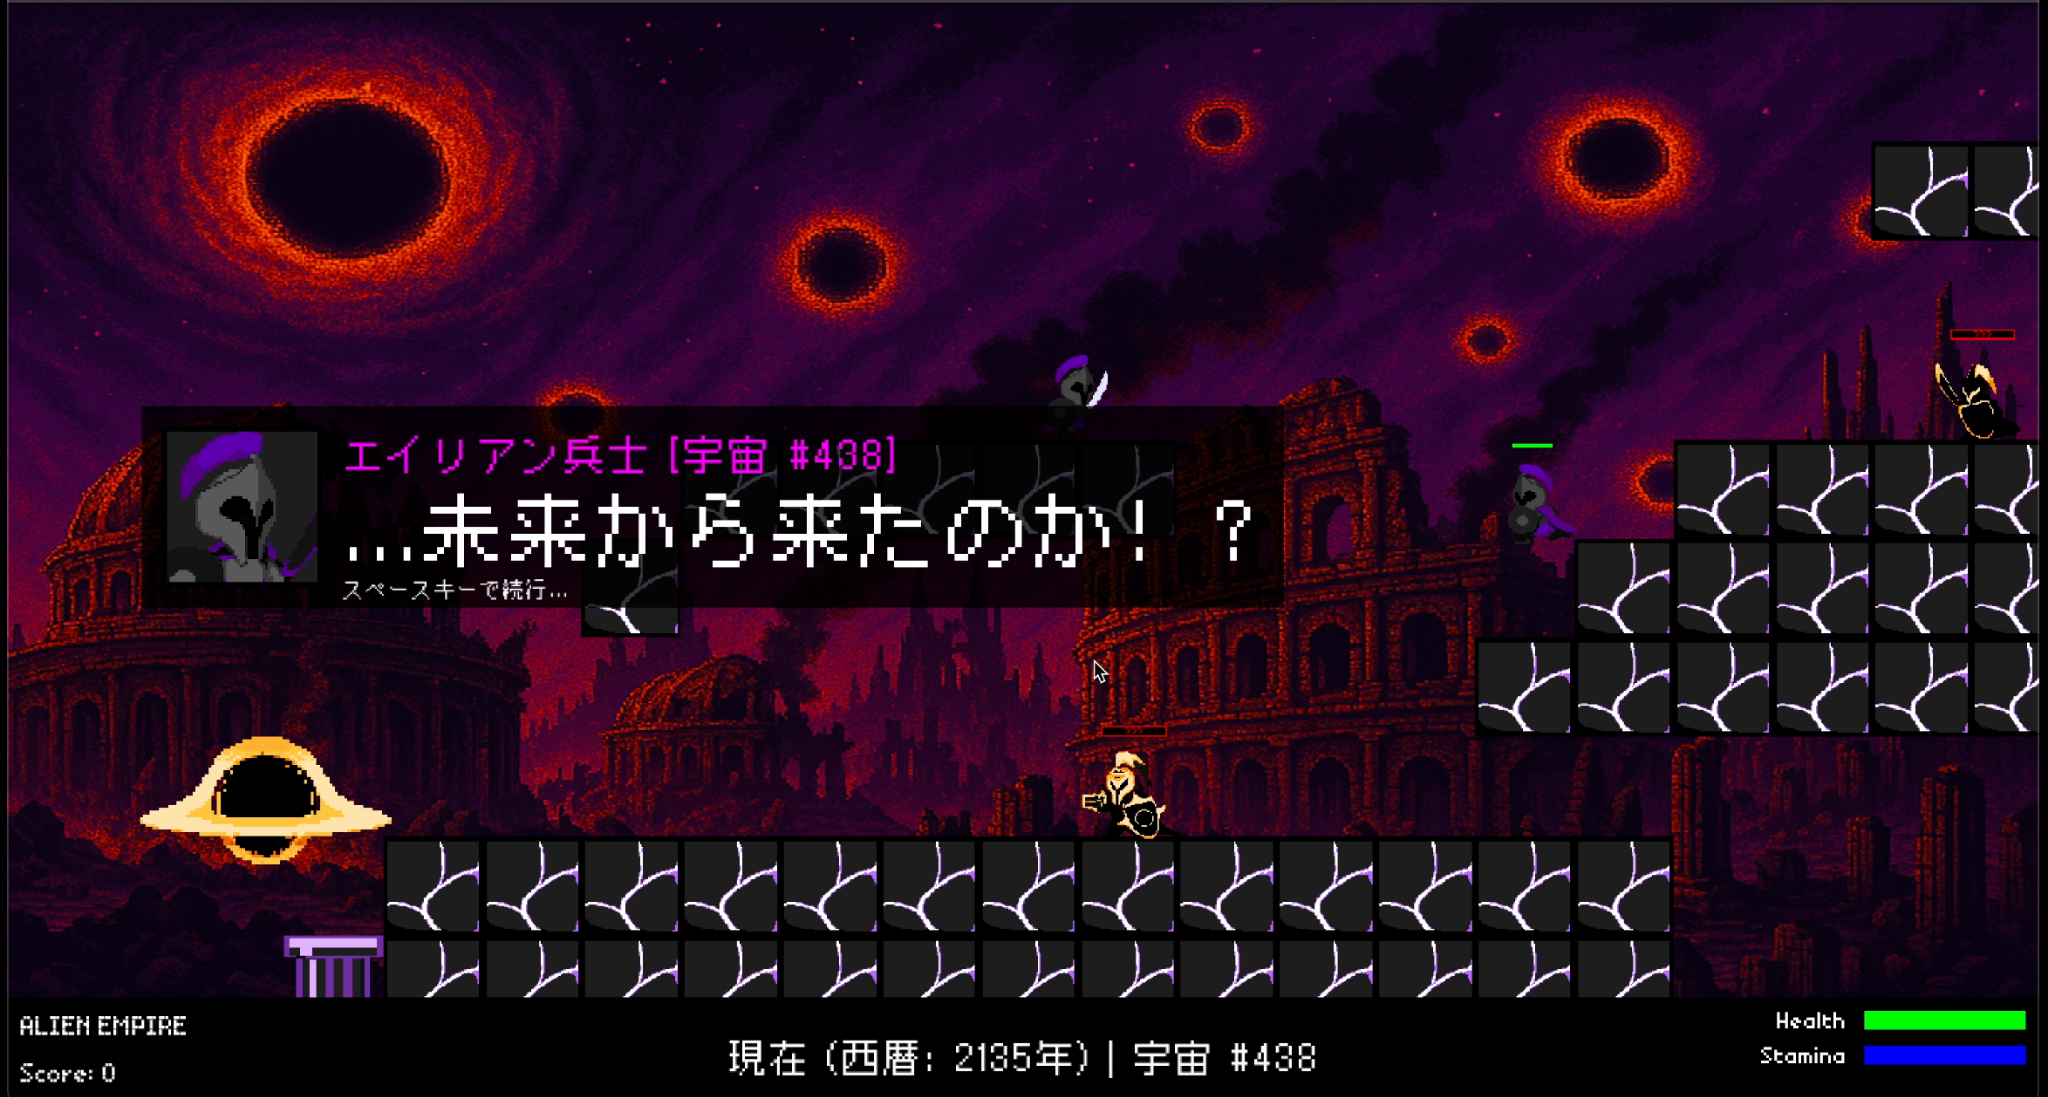 エイリアン兵士 [宇宙 #438]
...未来から来たのか！？
スペースキーで続行...
ALIEN EMPIRE
Score: 0
現在 (西暦: 2135年) | 宇宙 #438
Health
Stamina